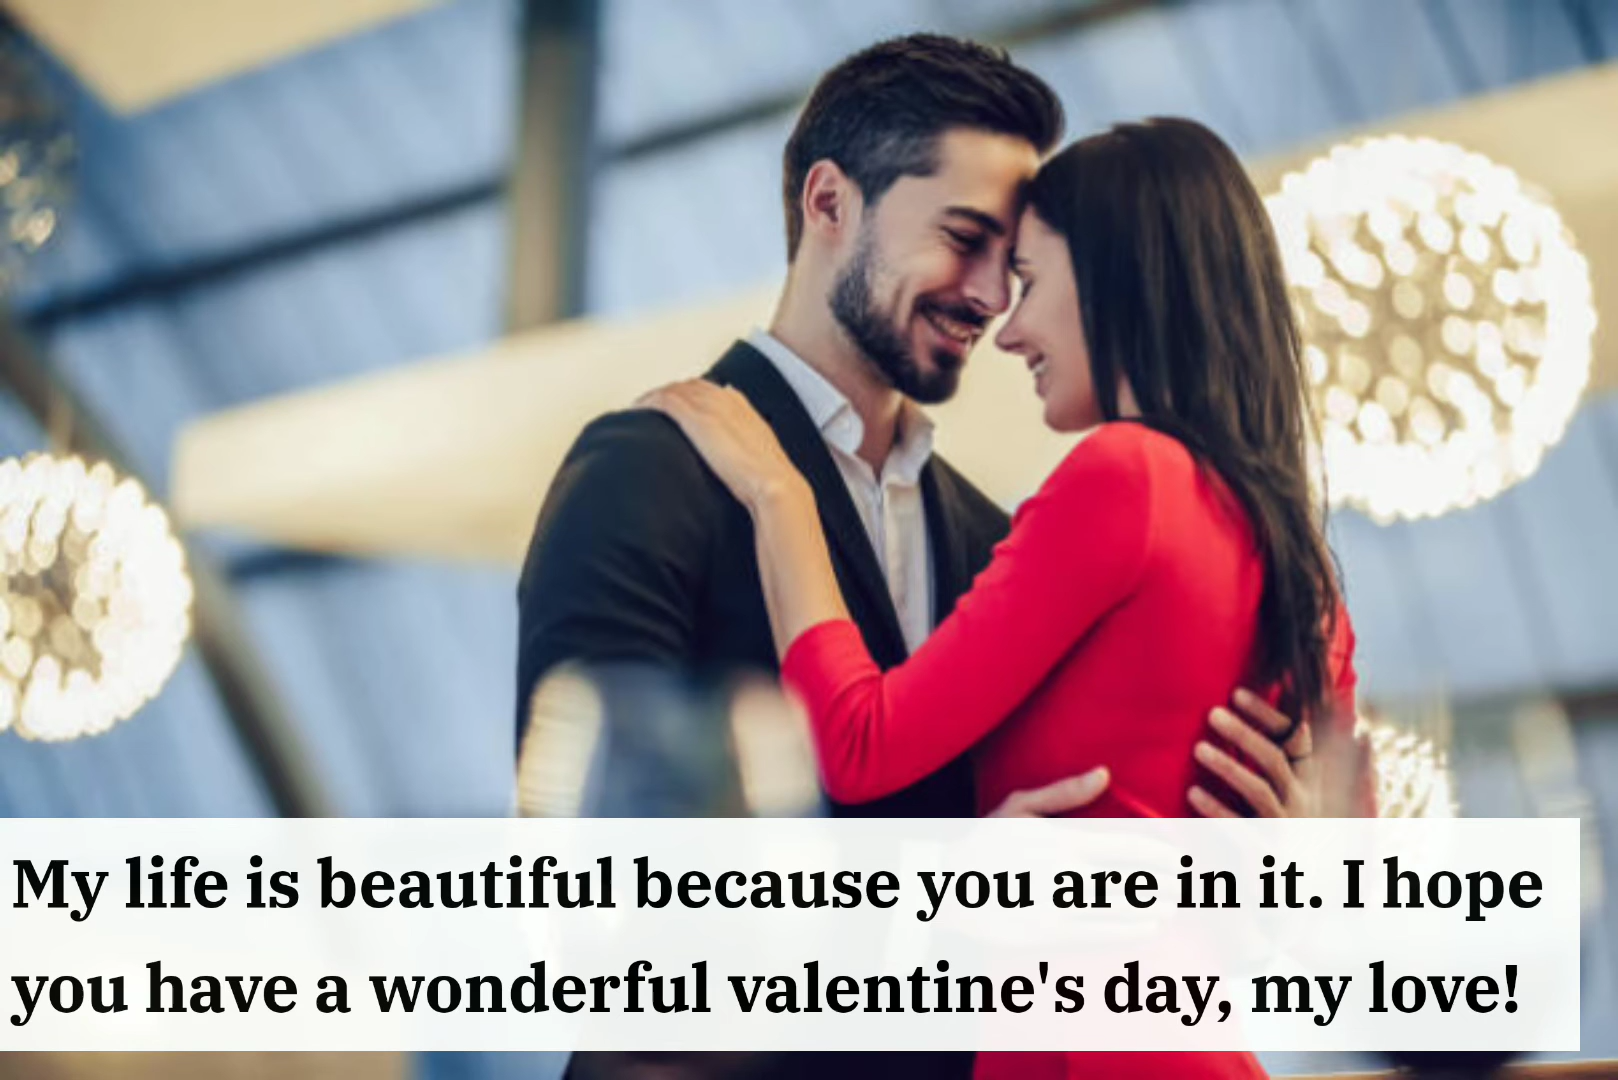 My life is beautiful because you are in it. I hope
you have a wonderful valentine's day, my love!